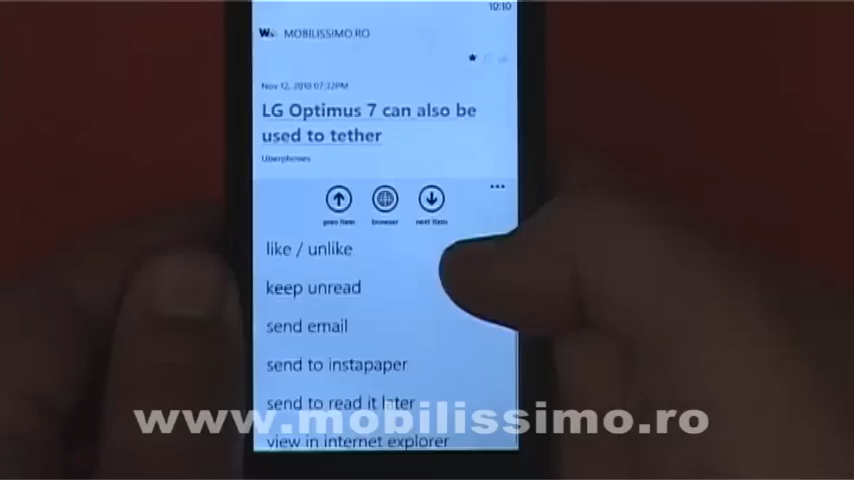 10:10
MOBILISSIMO.RO
Nov 12, 2010 07:32PM
LG Optimus 7 can also be
used to tether
Uberphones
prev item
browser
next item
like / unlike
keep unread
send email
send to instapaper
send to read it later
www.mobilissimo.ro
view in internet explorer